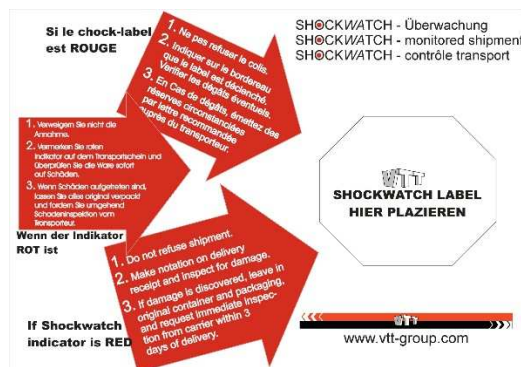 Si le chock-label
est ROUGE
1. Ne pas refuser le colis.
2. Indiquer sur le bordereau
que le label est déclenché.
Verifier les dégâts éventuels.
3. En Cas de dégâts, émettez des
réserves circonstanciées
par lettre recommandée
auprès du transporteur.
SHOCKWATCH - Überwachung
SHOCKWATCH - monitored shipment
SHOCKWATCH - contrôle transport
1. Verweigern Sie nicht die
Annahme.
2. Vermerken Sie roten
Indikator auf dem Transportschein und
überprüfen Sie die Ware sofort
auf Schäden.
3. Wenn Schäden aufgetreten sind,
lassen Sie alles original verpackt
und fordern Sie umgehend
Schadeninspektion vom
Transporteur.
Wenn der Indikator
ROT ist
VTT
SHOCKWATCH LABEL
HIER PLAZIEREN
1. Do not refuse shipment.
2. Make notation on delivery
receipt and inspect for damage.
3. If damage is discovered, leave in
original container and packaging,
and request immediate inspec-
tion from carrier within 3
days of delivery.
If Shockwatch
indicator is RED
VTT
www.vtt-group.com